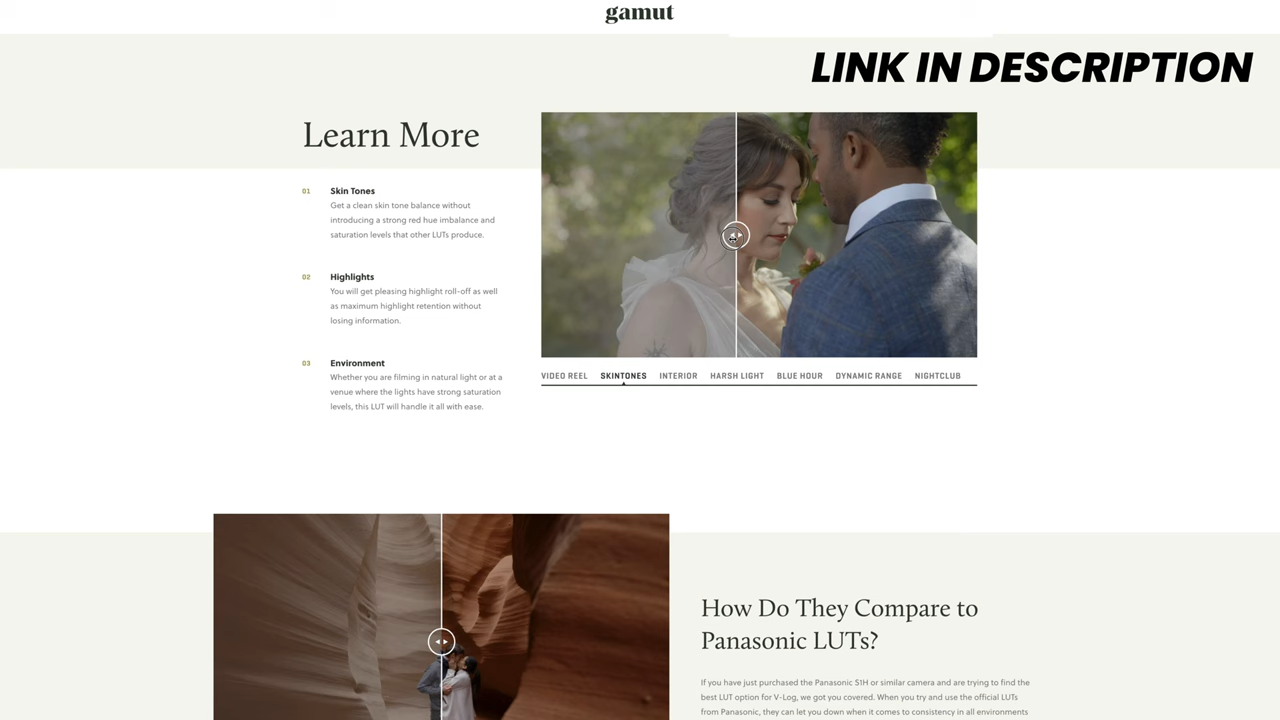 gamut
LINK IN DESCRIPTION
Learn More
01 Skin Tones
Get a clean skin tone balance without
introducing a strong red hue imbalance and
saturation levels that other LUTs produce.
02 Highlights
You will get pleasing highlight roll-off as well
as maximum highlight retention without
losing information.
03 Environment
Whether you are filming in natural light or at a
venue where the lights have strong saturation
levels, this LUT will handle it all with ease.
VIDEO REEL SKINTONES INTERIOR HARSH LIGHT BLUE HOUR DYNAMIC RANGE NIGHTCLUB
How Do They Compare to
Panasonic LUTs?
If you have just purchased the Panasonic S1H or similar camera and are trying to find the
best LUT option for V-Log, we got you covered. When you try and use the official LUTs
from Panasonic, they can let you down when it comes to consistency in all environments